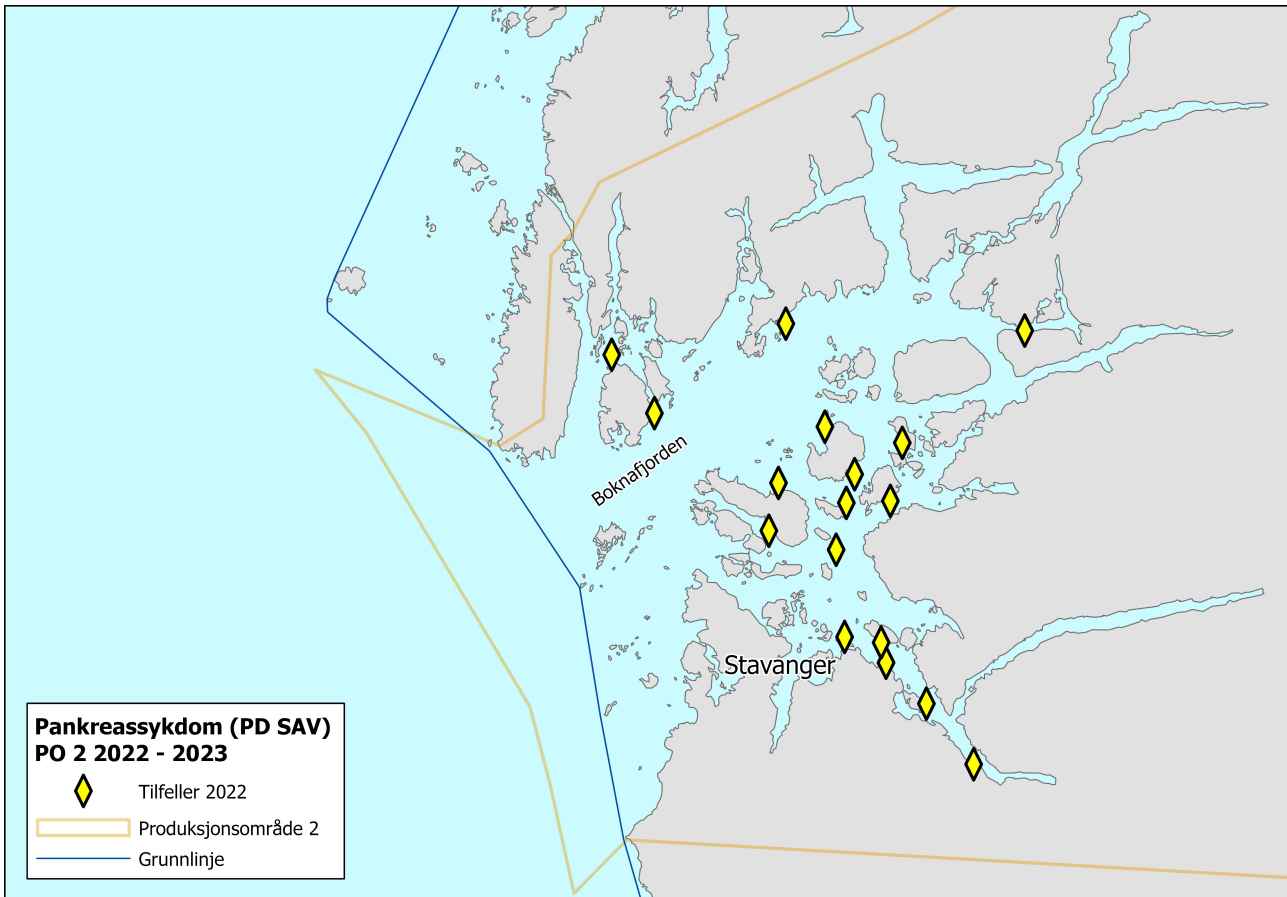 Boknafjorden
Stavanger
Pankreassykdom (PD SAV)
PO 2 2022 - 2023
Tilfeller 2022
Produksjonsområde 2
Grunnlinje